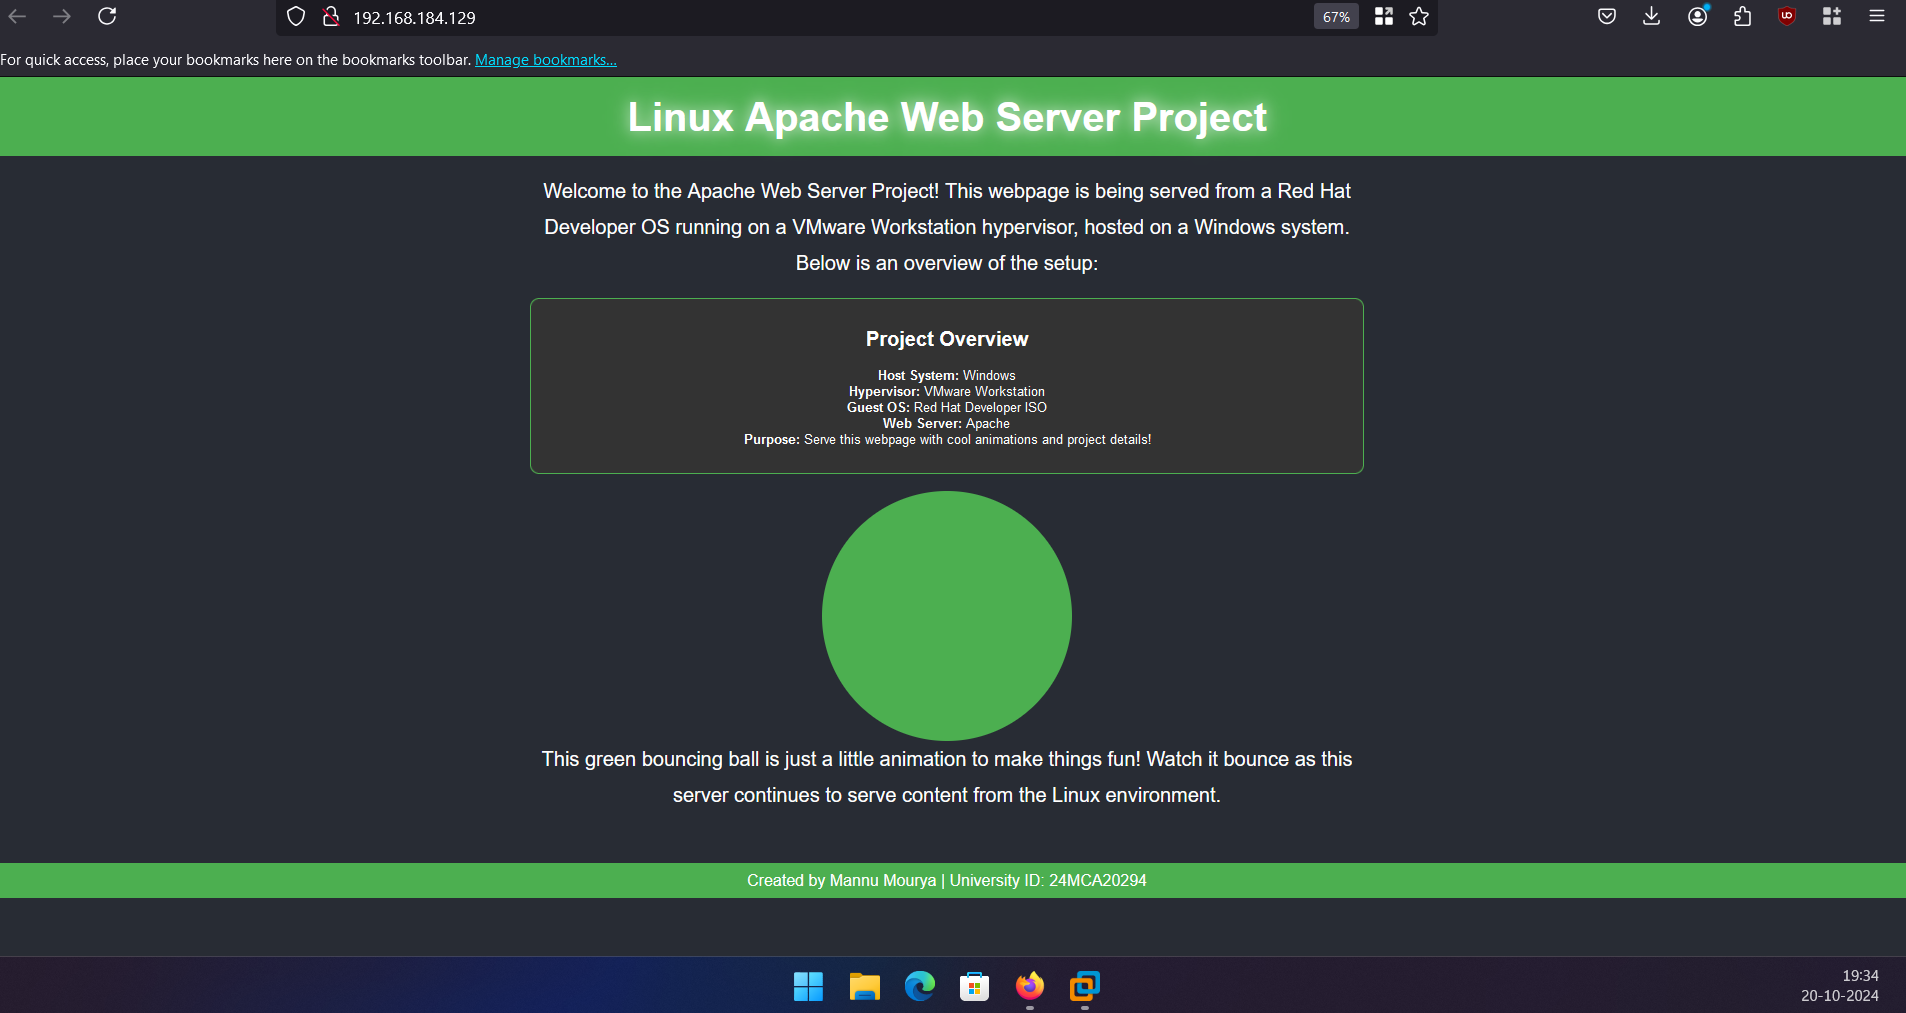 192.168.184.129
67%
For quick access, place your bookmarks here on the bookmarks toolbar. Manage bookmarks...
Linux Apache Web Server Project
Welcome to the Apache Web Server Project! This webpage is being served from a Red Hat
Developer OS running on a VMware Workstation hypervisor, hosted on a Windows system.
Below is an overview of the setup:
Project Overview
Host System: Windows
Hypervisor: VMware Workstation
Guest OS: Red Hat Developer ISO
Web Server: Apache
Purpose: Serve this webpage with cool animations and project details!
This green bouncing ball is just a little animation to make things fun! Watch it bounce as this
server continues to serve content from the Linux environment.
Created by Mannu Mourya | University ID: 24MCA20294
19:34
20-10-2024